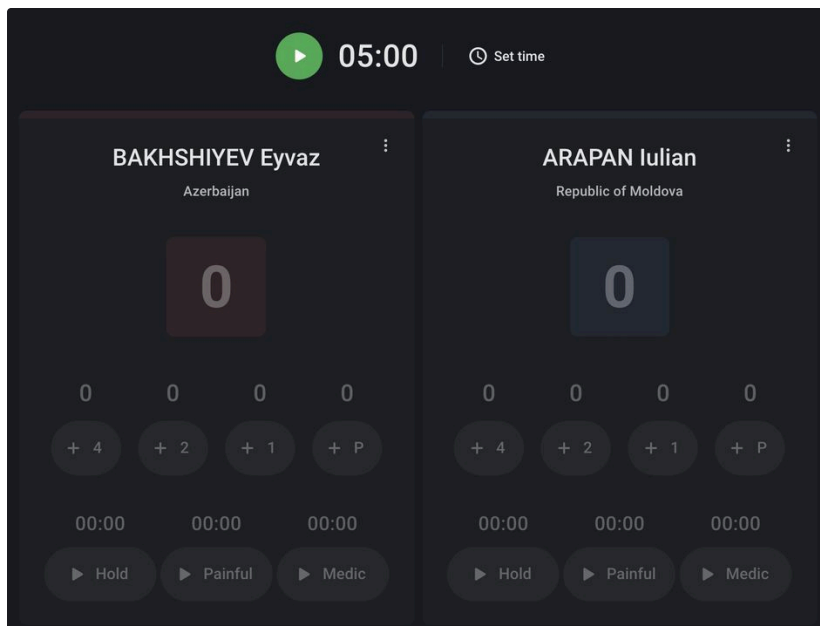 05:00 Set time
BAKHSHIYEV Eyvaz
Azerbaijan
0
0 0 0 0
+ 4 + 2 + 1 + P
00:00 00:00 00:00
Hold Painful Medic
ARAPAN Iulian
Republic of Moldova
0
0 0 0 0
+ 4 + 2 + 1 + P
00:00 00:00 00:00
Hold Painful Medic